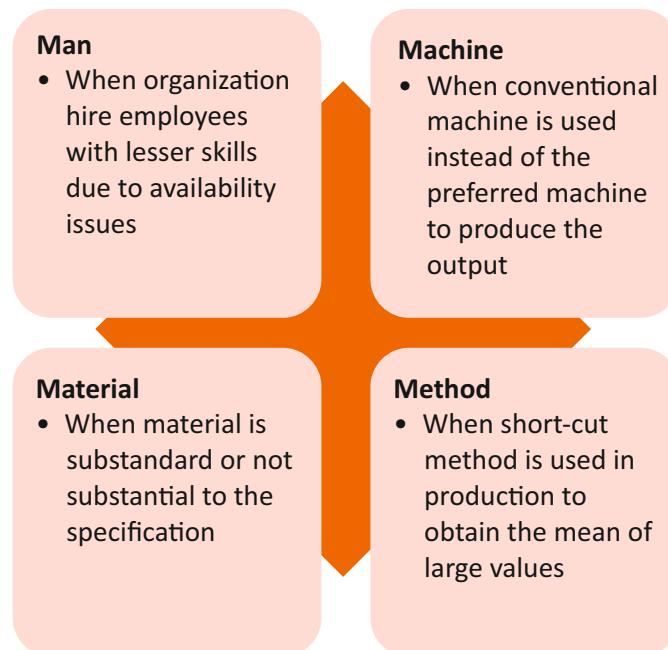 Man
• When organization
hire employees
with lesser skills
due to availability
issues
Machine
• When conventional
machine is used
instead of the
preferred machine
to produce the
output
Material
• When material is
substandard or not
substantial to the
specification
Method
• When short-cut
method is used in
production to
obtain the mean of
large values